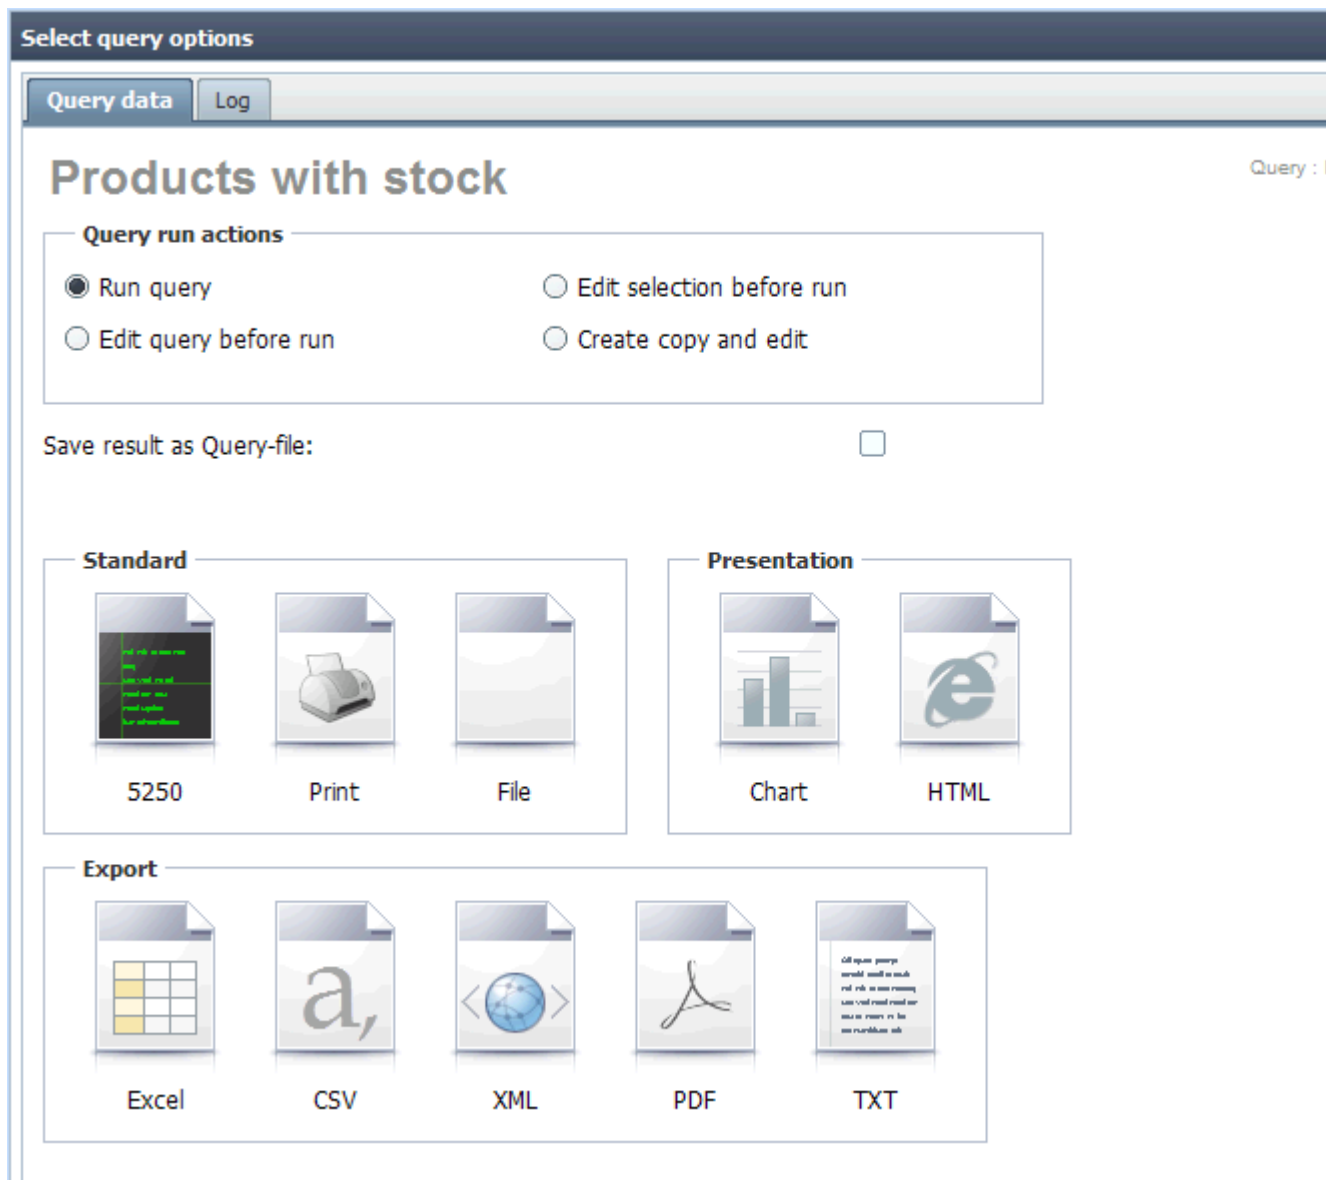 Select query options
Query data Log
Products with stock
Query :
Query run actions
Run query Edit selection before run
Edit query before run Create copy and edit
Save result as Query-file:
Standard Presentation
5250 Print File Chart HTML
Export
a,
Excel CSV XML PDF TXT